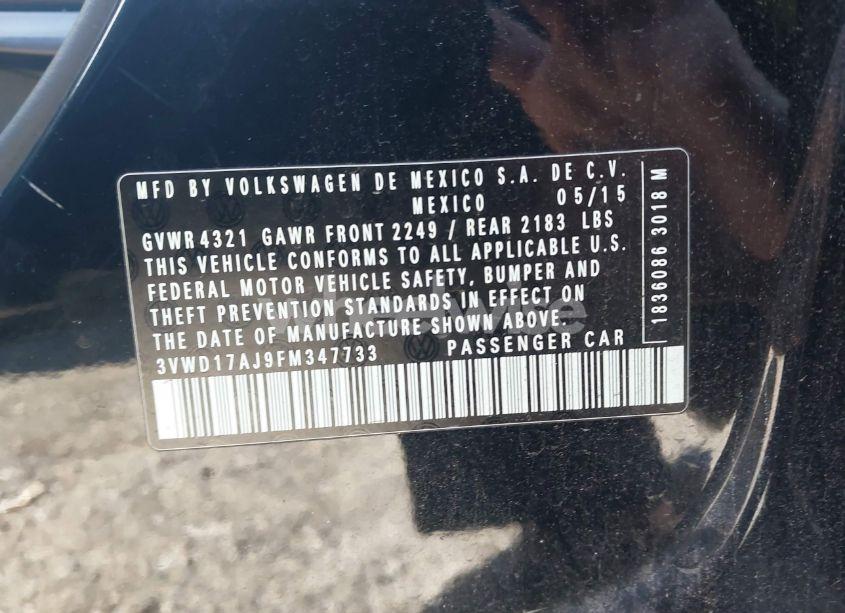 MFD BY VOLKSWAGEN DE MEXICO S.A. DE C.V.
MEXICO 05/15
GVWR 4321 GAWR FRONT 2249 / REAR 2183 LBS
THIS VEHICLE CONFORMS TO ALL APPLICABLE U.S.
FEDERAL MOTOR VEHICLE SAFETY, BUMPER AND
THEFT PREVENTION STANDARDS IN EFFECT ON
THE DATE OF MANUFACTURE SHOWN ABOVE.
3VWD17AJ9FM347733 PASSENGER CAR
1836086 3018 M